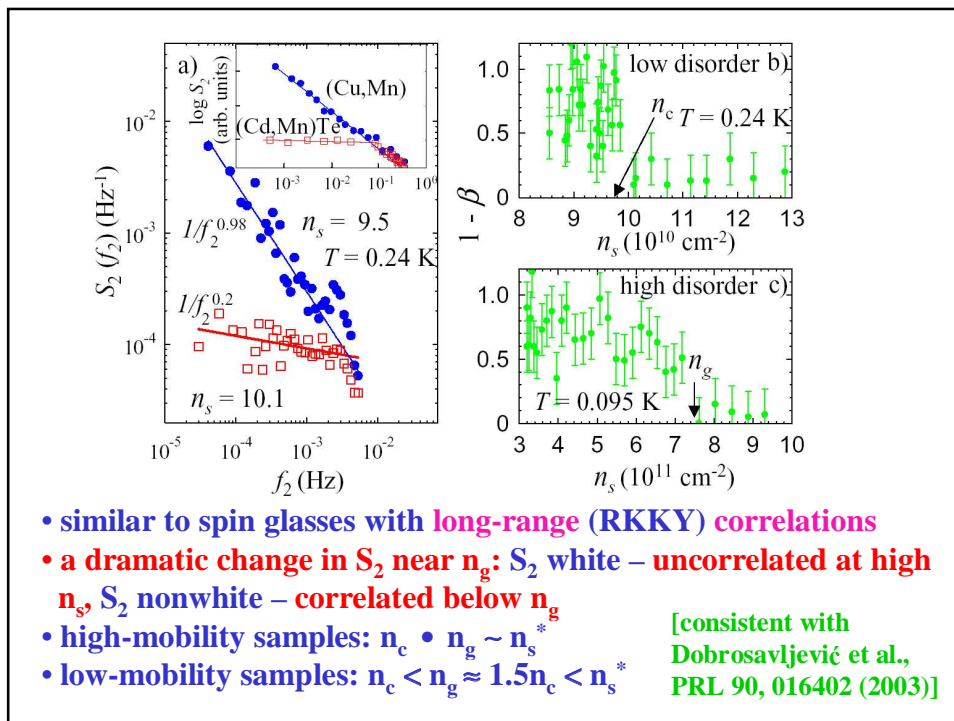 a)
log S2
(arb. units)
(Cu,Mn)
(Cd,Mn)Te
10-3 10-2 10-1 100
10-2
10-3
10-4
S2 (f2) (Hz-1)
1/f2^0.98
ns = 9.5
T = 0.24 K
1/f2^0.2
ns = 10.1
10-5 10-4 10-3 10-2
f2 (Hz)
1 - β
low disorder b)
nc T = 0.24 K
1.0
0.5
0
8 9 10 11 12 13
ns (10^10 cm-2)
high disorder c)
ng
T = 0.095 K
1.0
0.5
0
3 4 5 6 7 8 9 10
ns (10^11 cm-2)
• similar to spin glasses with long-range (RKKY) correlations
• a dramatic change in S2 near ng: S2 white – uncorrelated at high
ns, S2 nonwhite – correlated below ng
• high-mobility samples: nc • ng ~ ns*
• low-mobility samples: nc < ng ≈ 1.5nc < ns*
[consistent with
Dobrosavljević et al.,
PRL 90, 016402 (2003)]